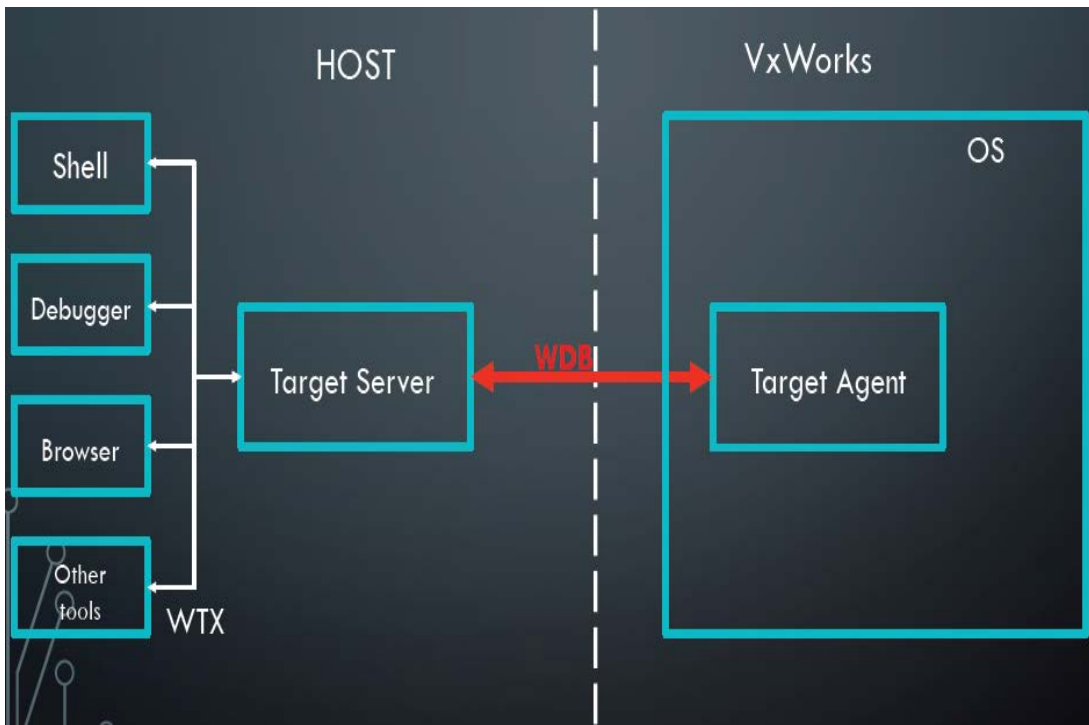 HOST
VxWorks
OS
Shell
Debugger
Browser
Other
tools
WTX
Target Server
WDB
Target Agent